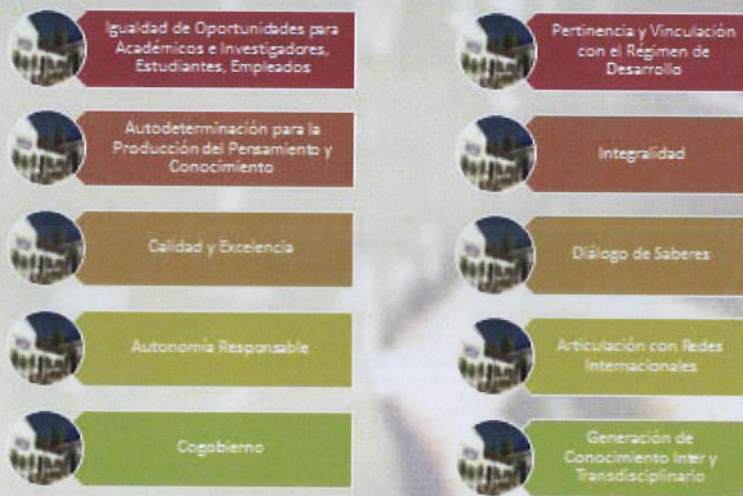 Igualdad de Oportunidades para
Académicos e Investigadores,
Estudiantes, Empleados
Autodeterminación para la
Producción del Pensamiento y
Conocimiento
Calidad y Excelencia
Autonomía Responsable
Cogobierno
Pertinencia y Vinculación
con el Régimen de
Desarrollo
Integralidad
Diálogo de Saberes
Articulación con Redes
Internacionales
Generación de
Conocimiento Inter y
Transdisciplinario